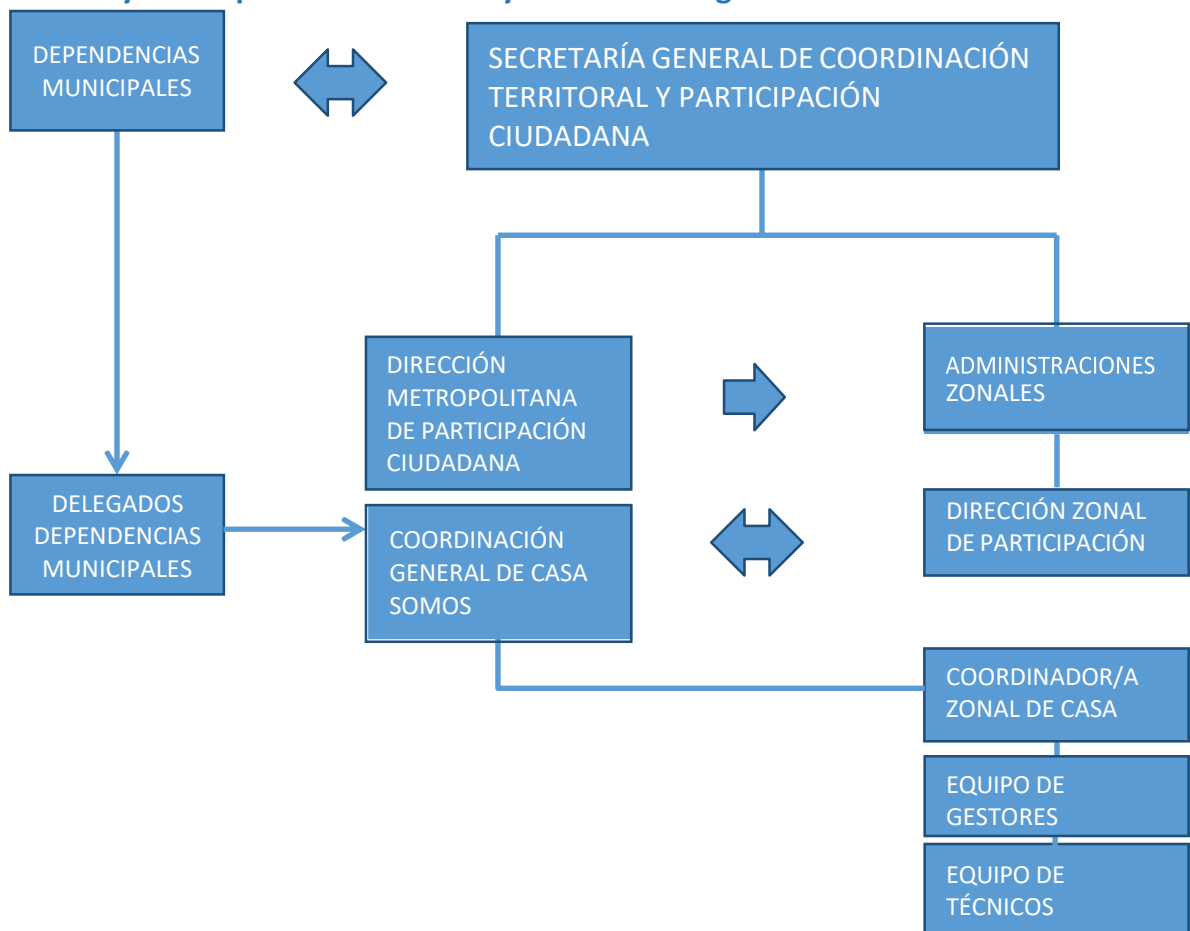 DEPENDENCIAS
MUNICIPALES
SECRETARÍA GENERAL DE COORDINACIÓN
TERRITORAL Y PARTICIPACIÓN
CIUDADANA
DIRECCIÓN
METROPOLITANA
DE PARTICIPACIÓN
CIUDADANA
ADMINISTRACIONES
ZONALES
DELEGADOS
DEPENDENCIAS
MUNICIPALES
COORDINACIÓN
GENERAL DE CASA
SOMOS
DIRECCIÓN ZONAL
DE PARTICIPACIÓN
COORDINADOR/A
ZONAL DE CASA
EQUIPO DE
GESTORES
EQUIPO DE
TÉCNICOS